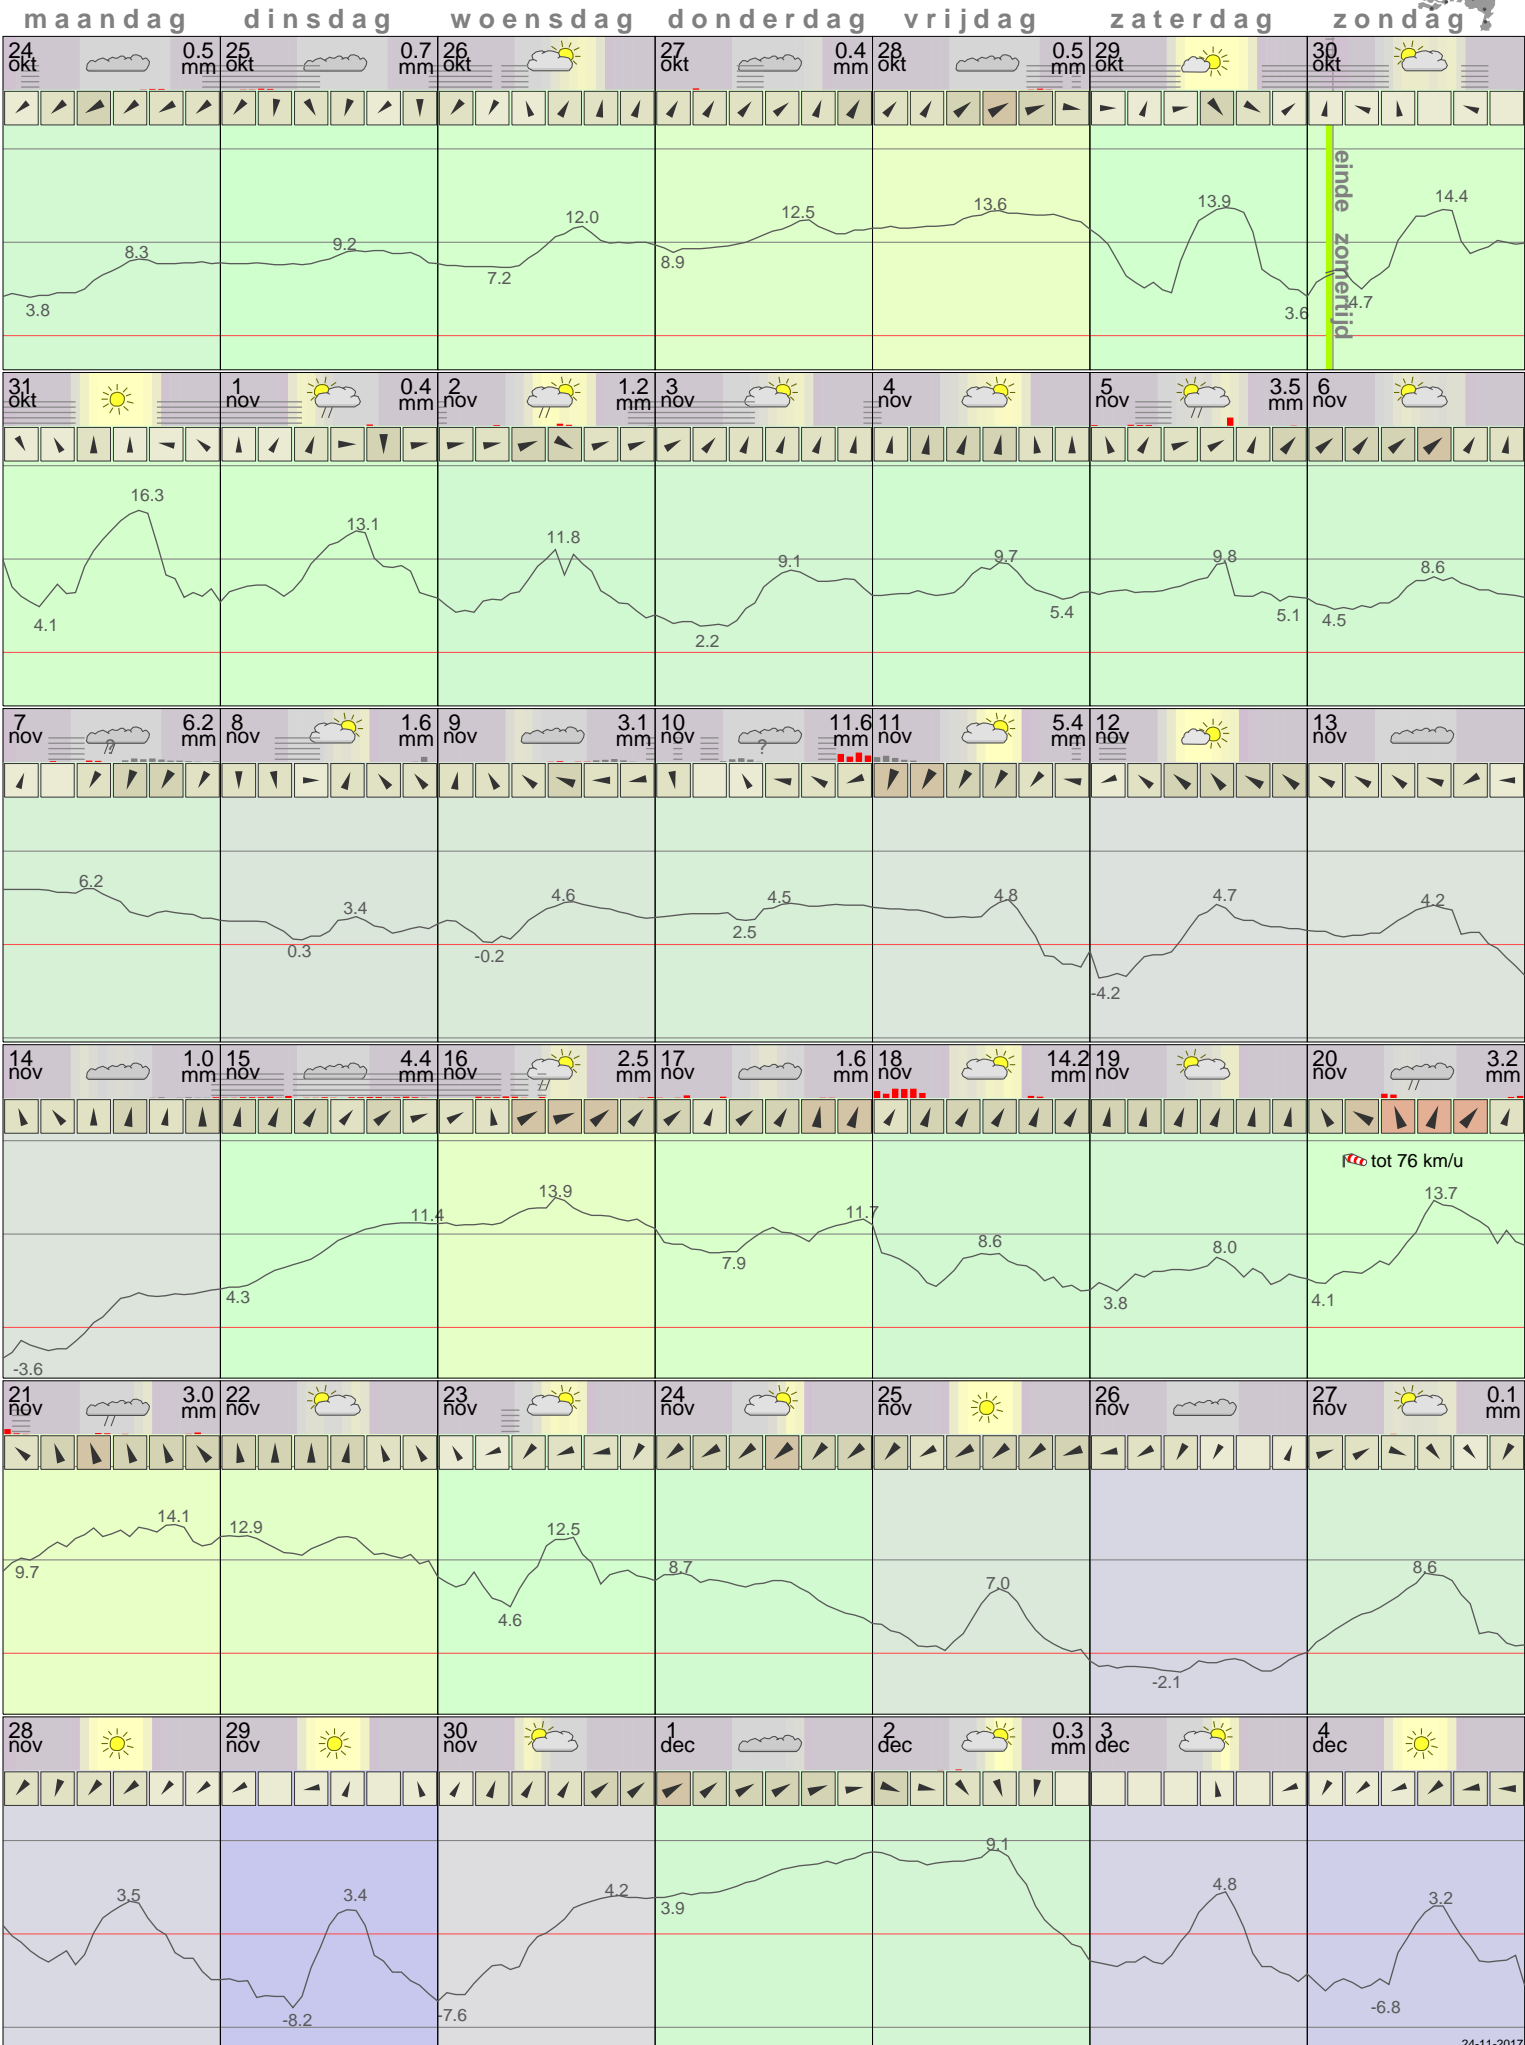 maandag dinsdag woensdag donderdag vrijdag zaterdag zondag
24 okt 0.5 mm 25 okt 0.7 mm 26 okt 27 okt 0.4 mm 28 okt 0.5 mm 29 okt 30 okt
8.3 9.2 12.0 12.5 13.6 13.9 14.4
3.8 7.2 8.9 3.6 4.7
einde zomertijd
31 okt 1 nov 0.4 mm 2 nov 1.2 mm 3 nov 4 nov 5 nov 3.5 mm 6 nov
16.3 13.1 11.8 9.1 9.7 9.8 8.6
4.1 2.2 5.4 5.1 4.5
7 nov ? 6.2 mm 8 nov 1.6 mm 9 nov 3.1 mm 10 nov ? 11.6 mm 11 nov 5.4 mm 12 nov 13 nov
6.2 3.4 4.6 4.5 4.8 4.7 4.2
0.3 -0.2 2.5 -4.2
14 nov 1.0 mm 15 nov 4.4 mm 16 nov 2.5 mm 17 nov 1.6 mm 18 nov 14.2 mm 19 nov 20 nov 3.2 mm
tot 76 km/u
11.4 13.9 11.7 8.6 8.0 13.7
-3.6 4.3 7.9 3.8 4.1
21 nov 3.0 mm 22 nov 23 nov 24 nov 25 nov 26 nov 27 nov 0.1 mm
14.1 12.9 12.5 8.7 7.0 8.6
9.7 4.6 -2.1
28 nov 29 nov 30 nov 1 dec 2 dec 0.3 mm 3 dec 4 dec
3.5 3.4 4.2 9.1 4.8 3.2
-8.2 -7.6 3.9 -6.8
24-11-2017